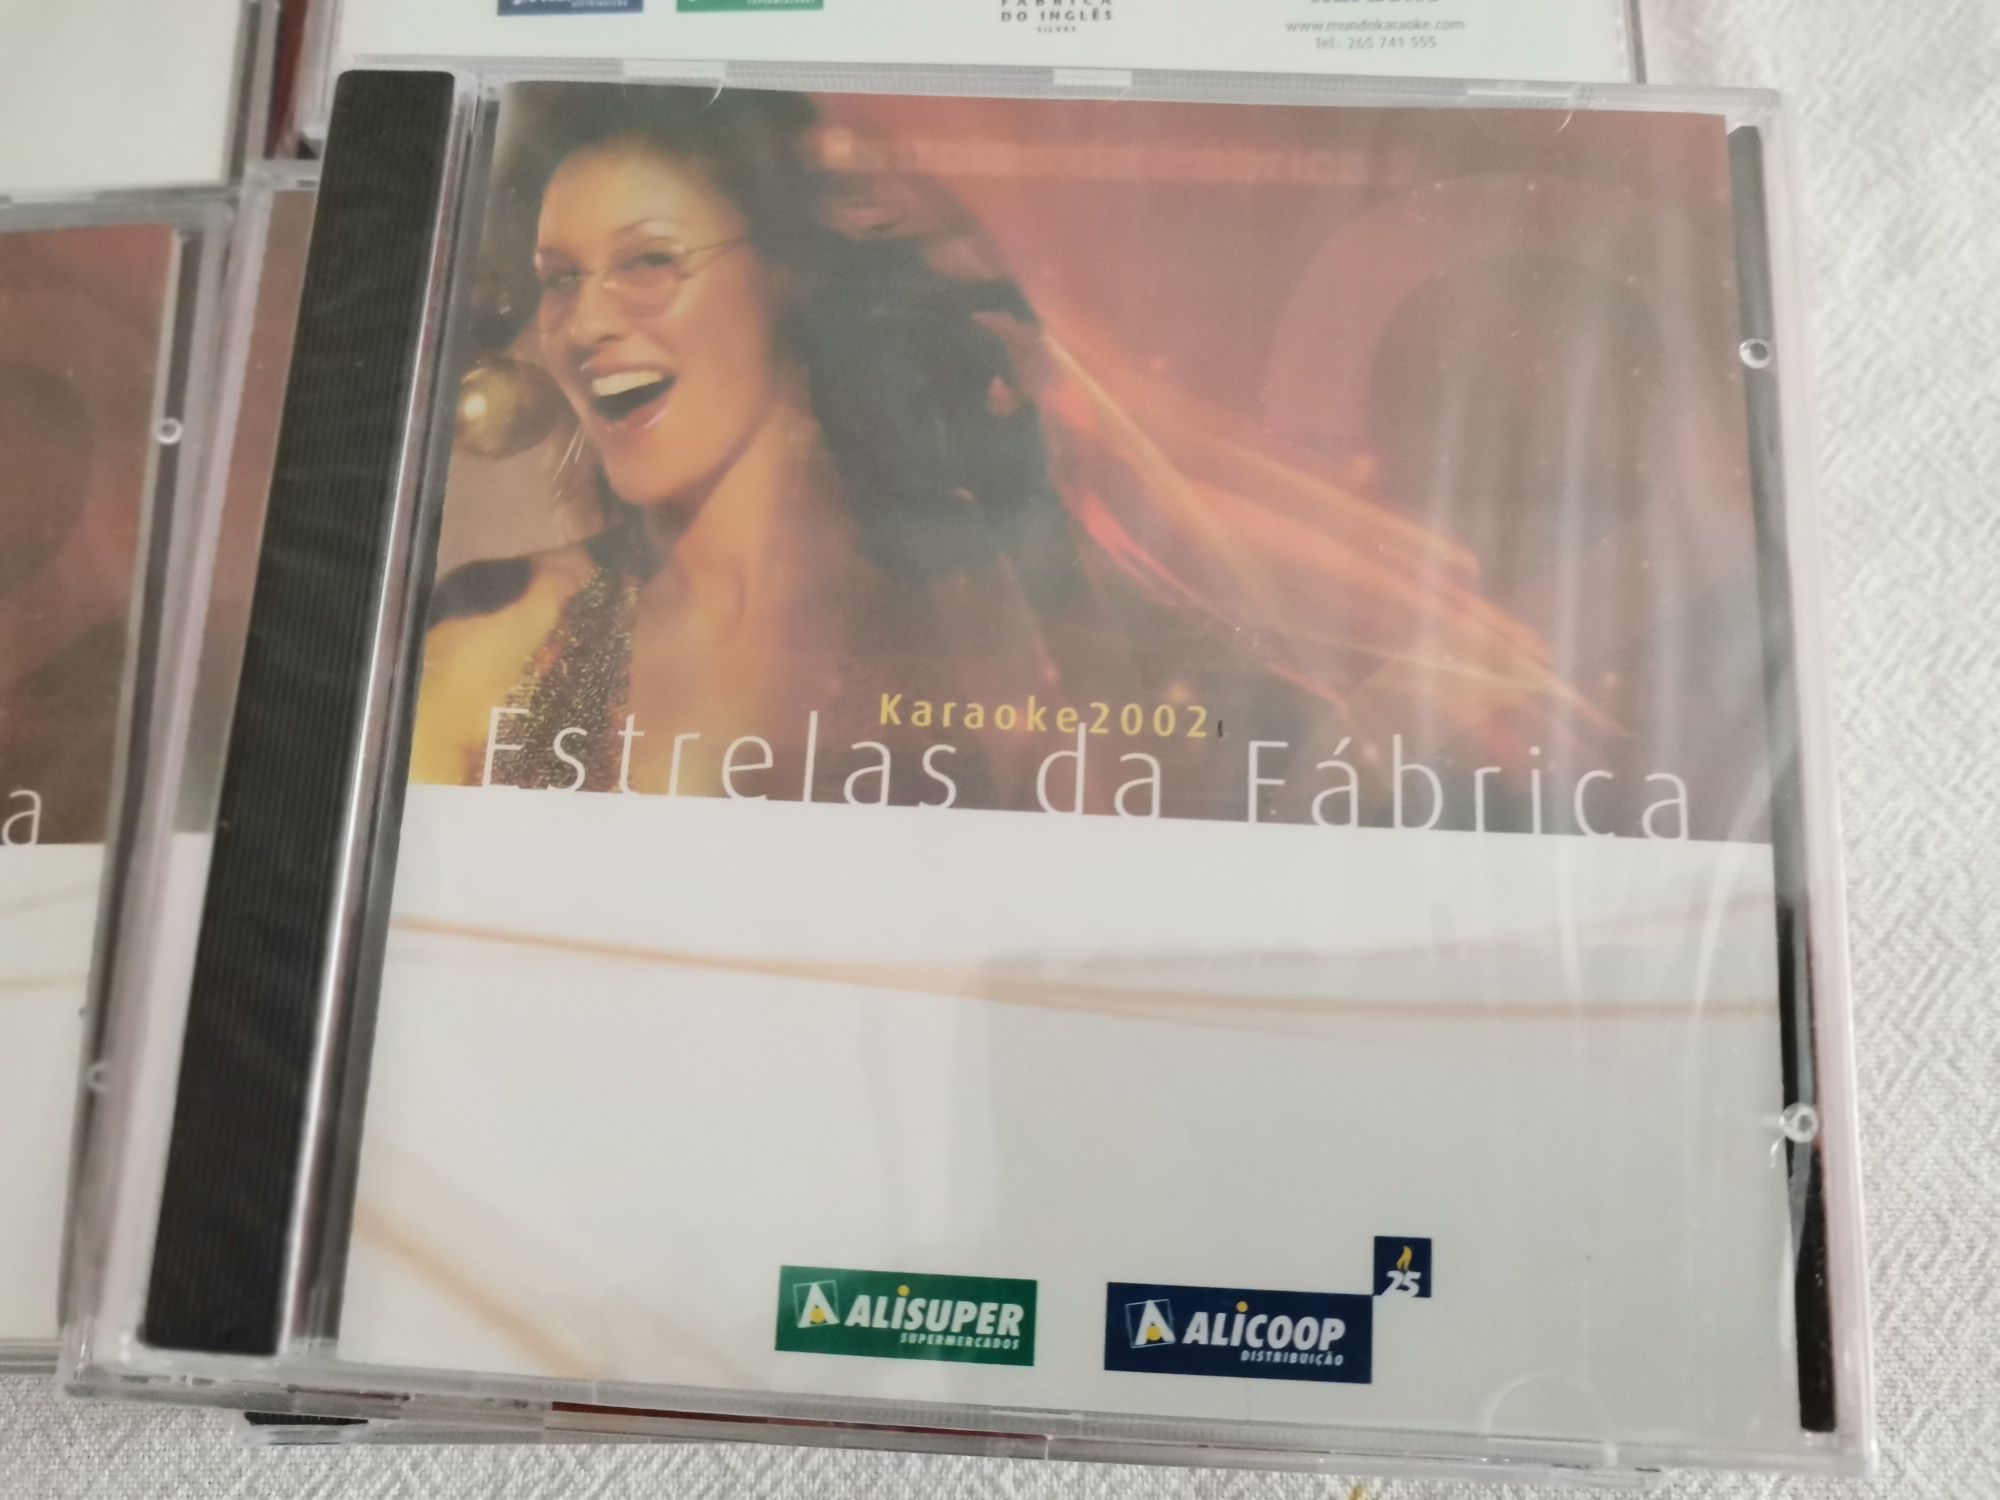 FÁBRICA
DO INGLÊS
SILVES
www.mundokaraoke.com
Tel.: 265 741 555
Karaoke2002
Estrelas da Fábrica
a
ALISUPER
SUPERMERCADOS
25
ALICOOP
DISTRIBUIÇÃO